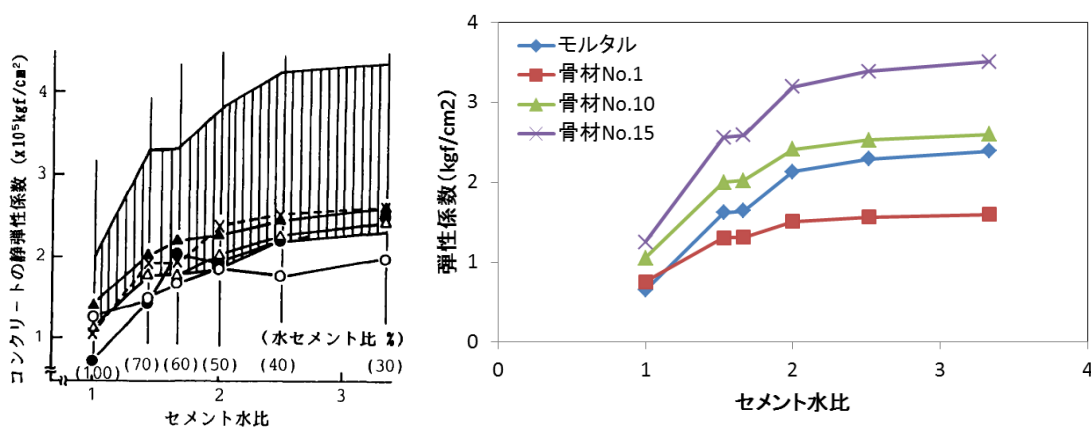 コンクリートの静弾性係数 (x10⁵kgf/cm²)
4
3
2
1
(水セメント比 %)
(100)
(70)
(60)
(50)
(40)
(30)
1
2
3
セメント水比
弾性係数(kgf/cm2)
4
3
2
1
0
モルタル
骨材No.1
骨材No.10
骨材No.15
0
1
2
3
4
セメント水比